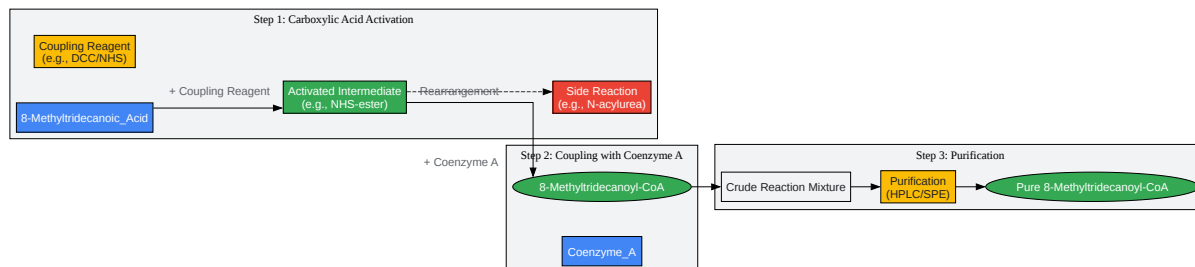 Step 1: Carboxylic Acid Activation
Coupling Reagent
(e.g., DCC/NHS)
8-Methyltridecanoic_Acid
+ Coupling Reagent
Activated Intermediate
(e.g., NHS-ester)
Rearrangement
Side Reaction
(e.g., N-acylurea)
+ Coenzyme A
Step 2: Coupling with Coenzyme A
8-Methyltridecanoyl-CoA
Coenzyme_A
Step 3: Purification
Crude Reaction Mixture
Purification
(HPLC/SPE)
Pure 8-Methyltridecanoyl-CoA